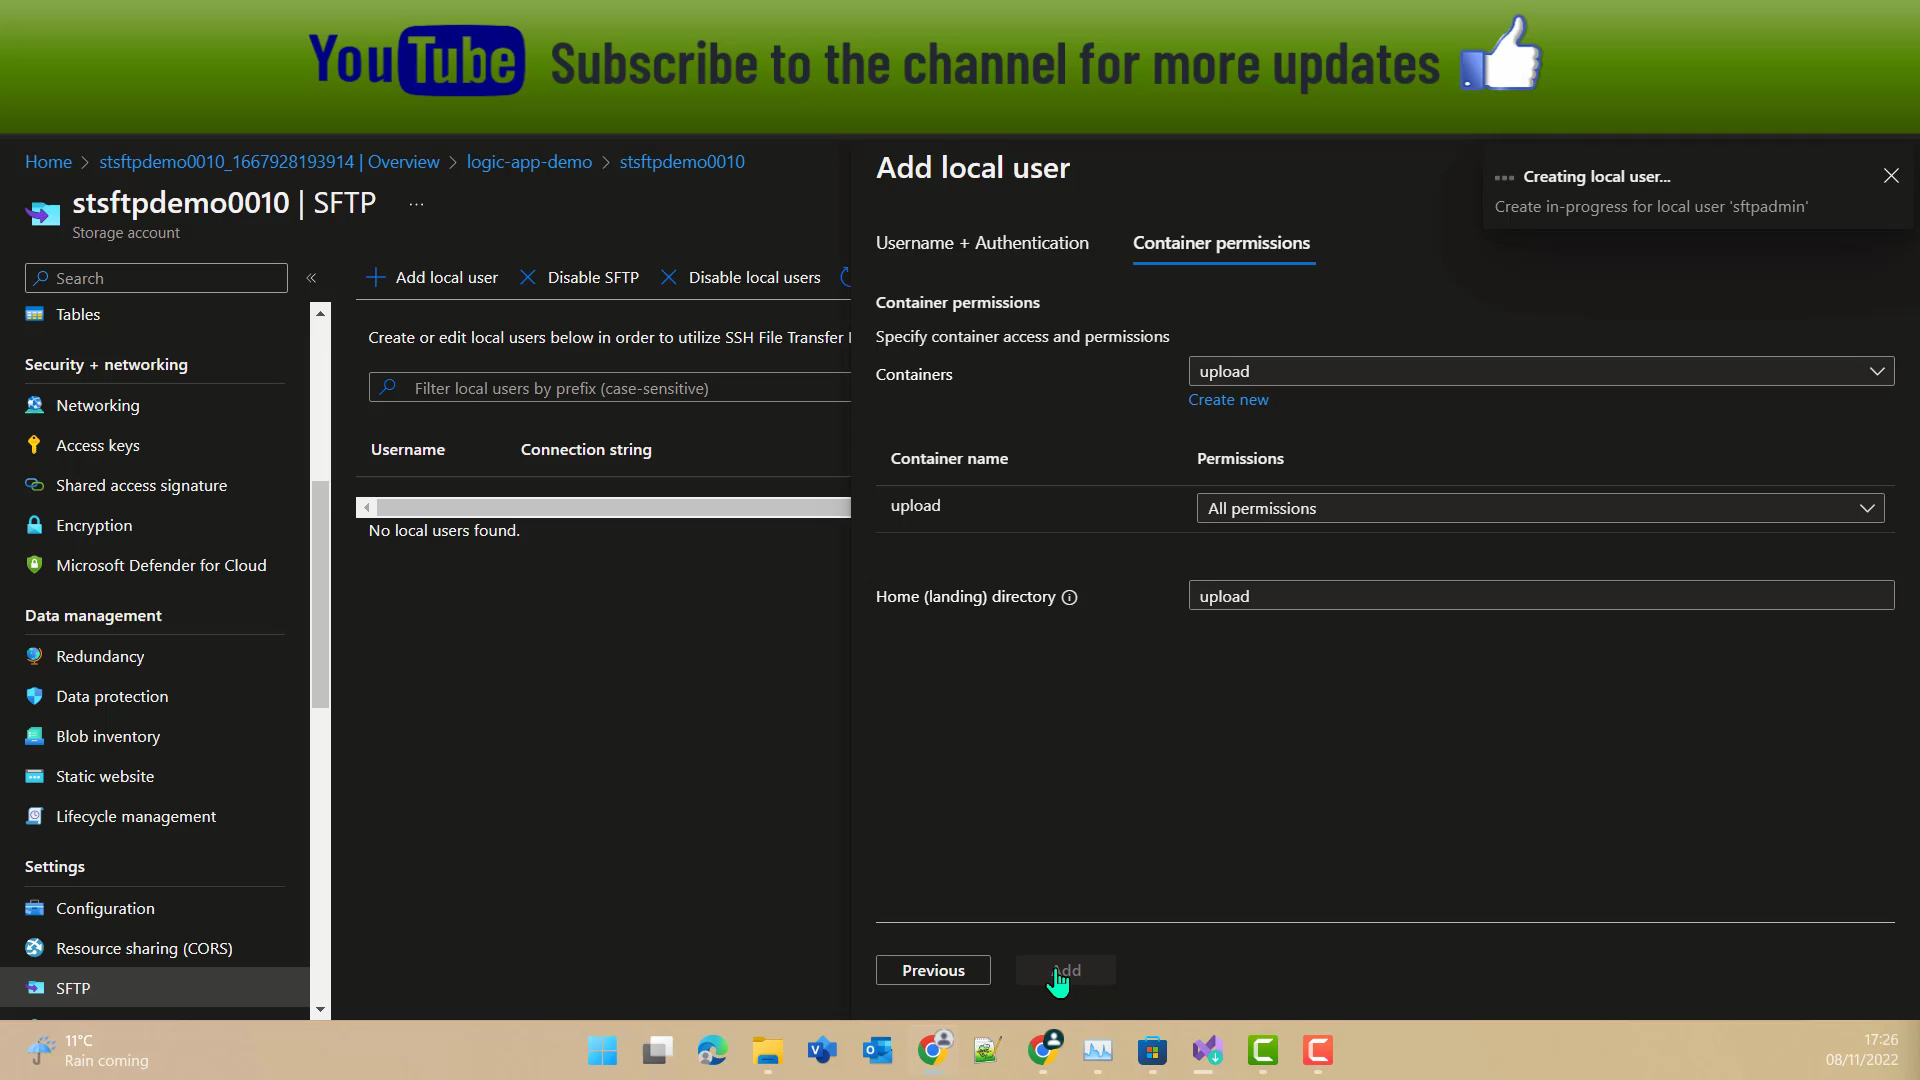 YouTube Subscribe to the channel for more updates
Home > stsftpdemo0010_1667928193914 | Overview > logic-app-demo > stsftpdemo0010
stsftpdemo0010 | SFTP ...
Storage account
Search
«
Tables
Security + networking
Networking
Access keys
Shared access signature
Encryption
Microsoft Defender for Cloud
Data management
Redundancy
Data protection
Blob inventory
Static website
Lifecycle management
Settings
Configuration
Resource sharing (CORS)
SFTP
Add local user
Disable SFTP
Disable local users
Create or edit local users below in order to utilize SSH File Transfer
Filter local users by prefix (case-sensitive)
Username Connection string
No local users found.
Add local user
Username + Authentication
Container permissions
Container permissions
Specify container access and permissions
Containers
upload
Create new
Container name Permissions
upload All permissions
Home (landing) directory
upload
Previous
Add
Creating local user...
Create in-progress for local user 'sftpadmin'
11°C
Rain coming
17:26
08/11/2022